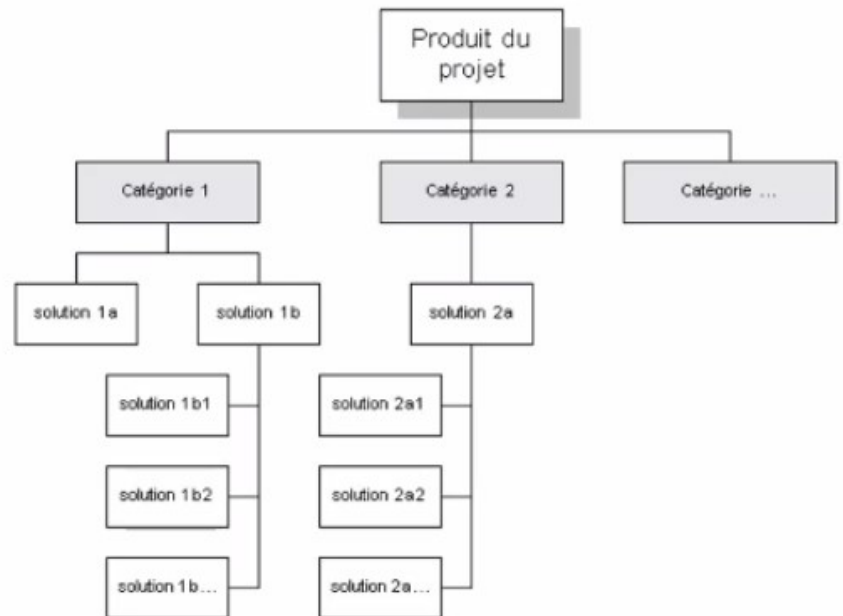 Produit du
projet
Catégorie 1
Catégorie 2
Catégorie ...
solution 1a
solution 1b
solution 2a
solution 1b1
solution 2a1
solution 1b2
solution 2a2
solution 1b...
solution 2a...